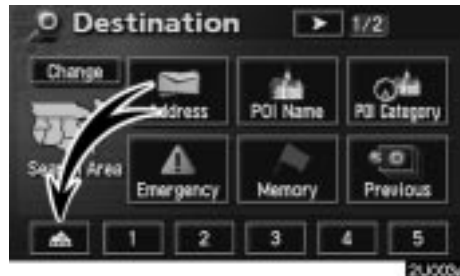 Destination 1/2
Change
Address POI Name POI Category
Search Area
Emergency Memory Previous
1 2 3 4 5